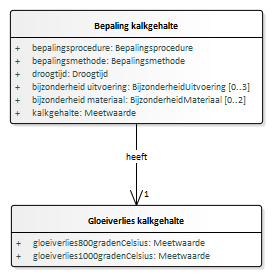 Bepaling kalkgehalte
+ bepalingsprocedure: Bepalingsprocedure
+ bepalingsmethode: Bepalingsmethode
+ droogtijd: Droogtijd
+ bijzonderheid uitvoering: BijzonderheidUitvoering [0..3]
+ bijzonderheid materiaal: BijzonderheidMateriaal [0..2]
+ kalkgehalte: Meetwaarde
heeft
1
Gloeiverlies kalkgehalte
+ gloeiverlies800gradenCelsius: Meetwaarde
+ gloeiverlies1000gradenCelsius: Meetwaarde